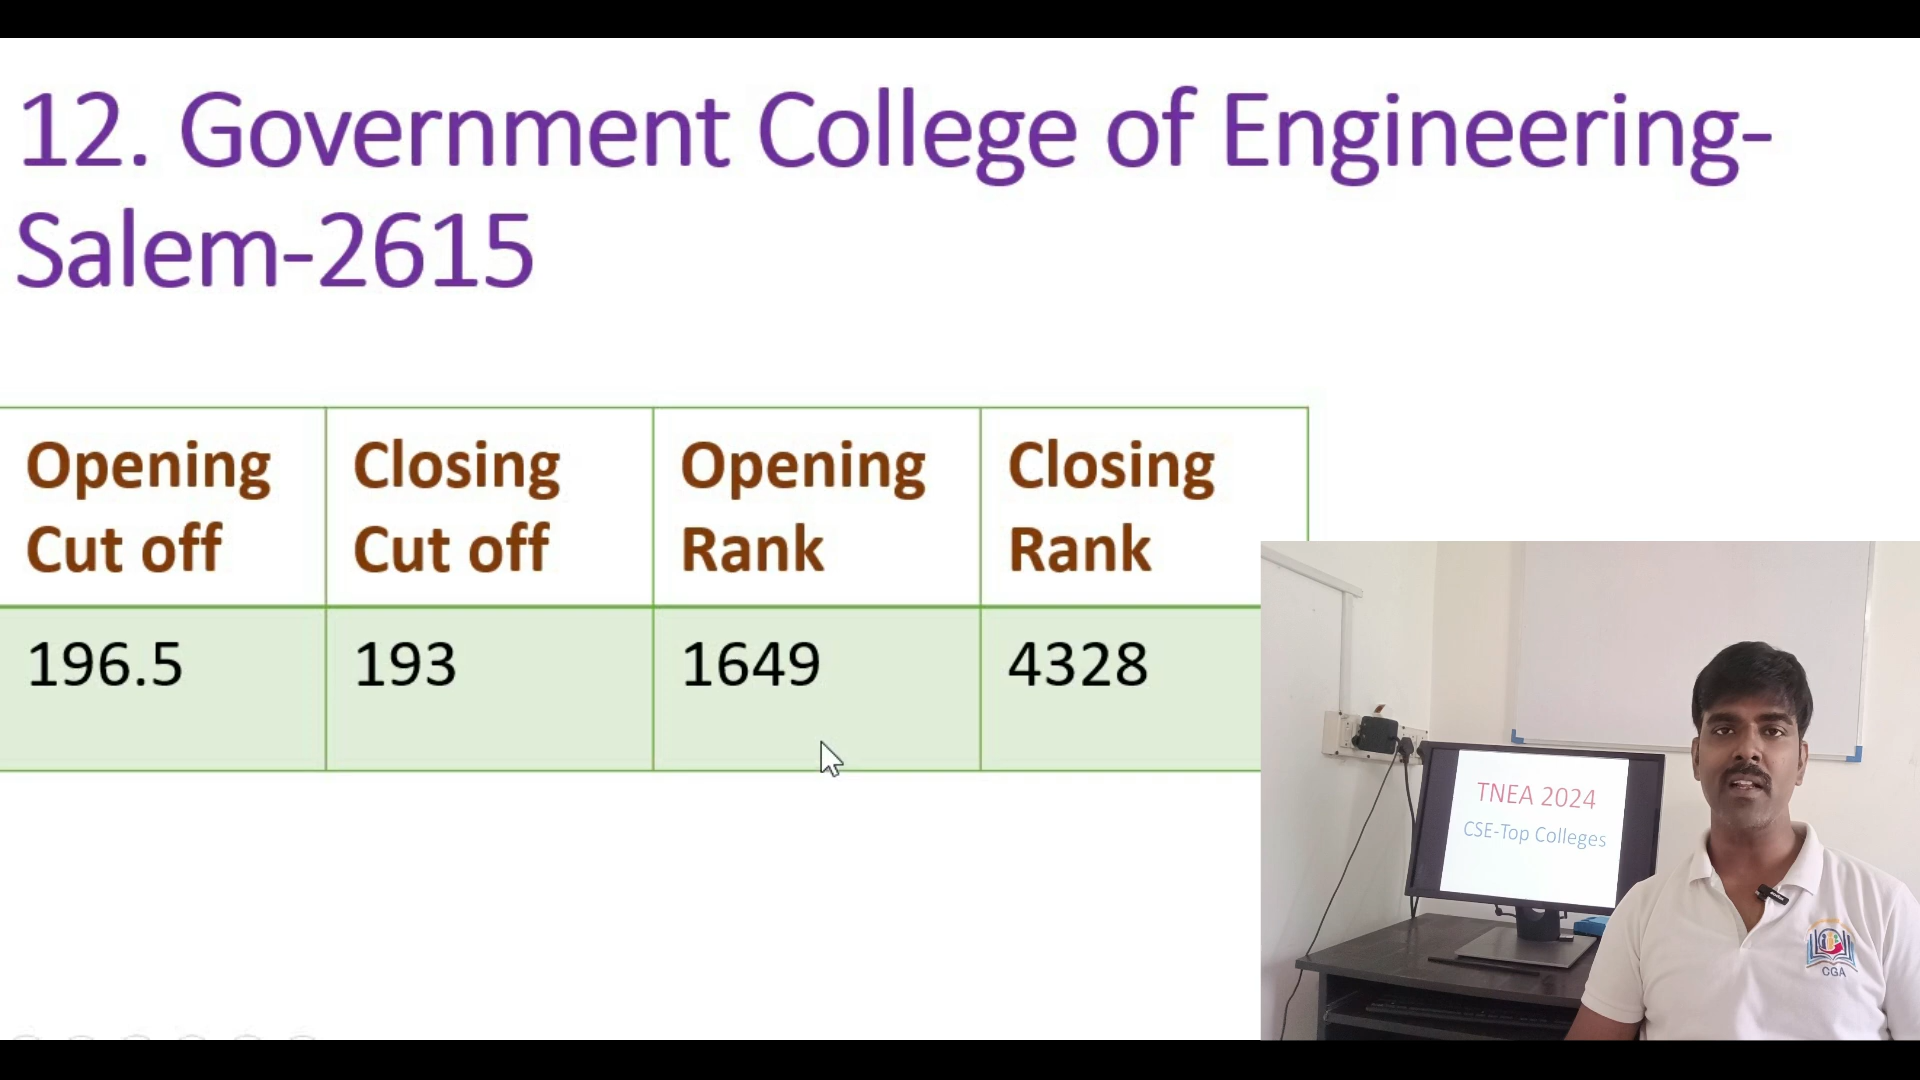 12. Government College of Engineering-
Salem-2615
Opening Cut off
Closing Cut off
Opening Rank
Closing Rank
196.5
193
1649
4328
TNEA 2024
CSE-Top Colleges
CGA